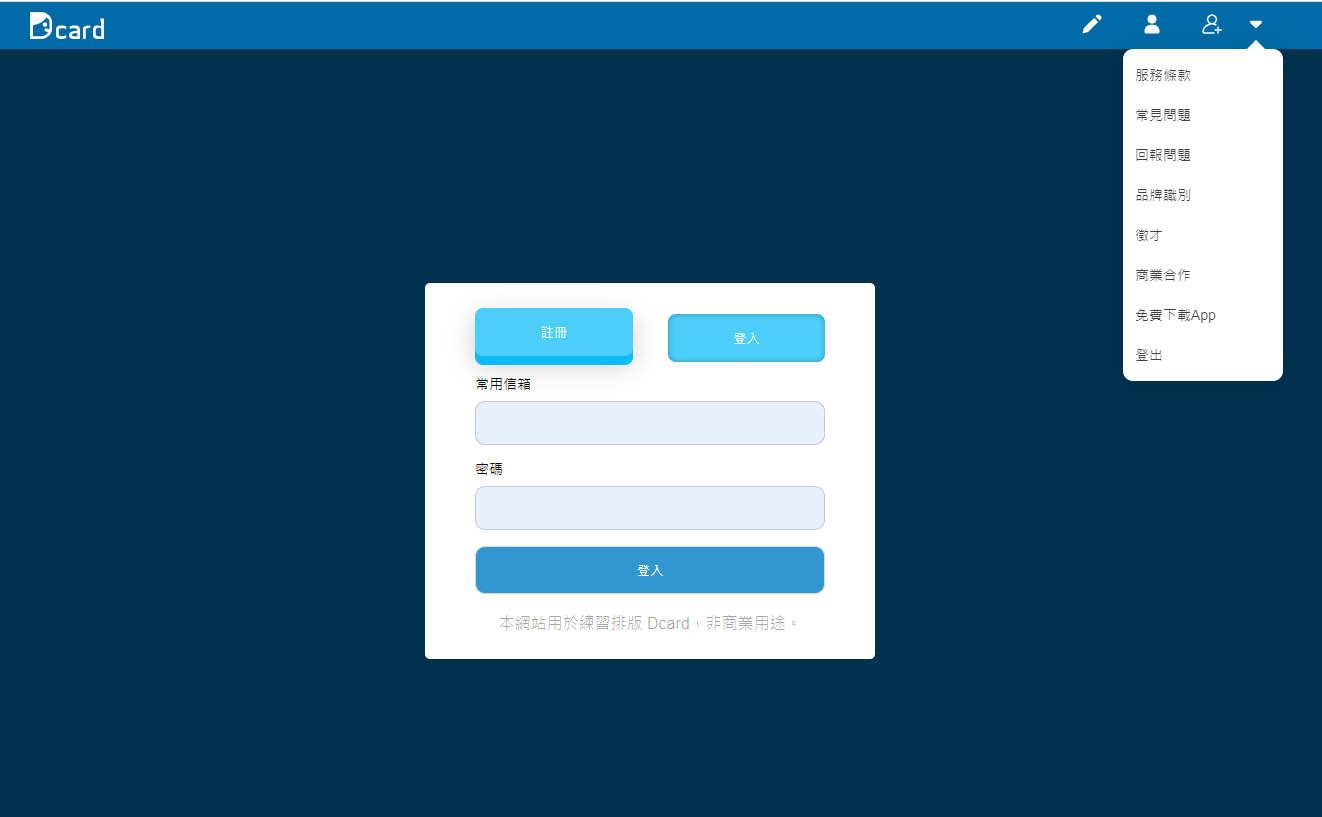 Dcard
服務條款
常見問題
回報問題
品牌識別
徵才
商業合作
免費下載App
登出
註冊
登入
常用信箱
密碼
登入
本網站用於練習排版 Dcard，非商業用途。